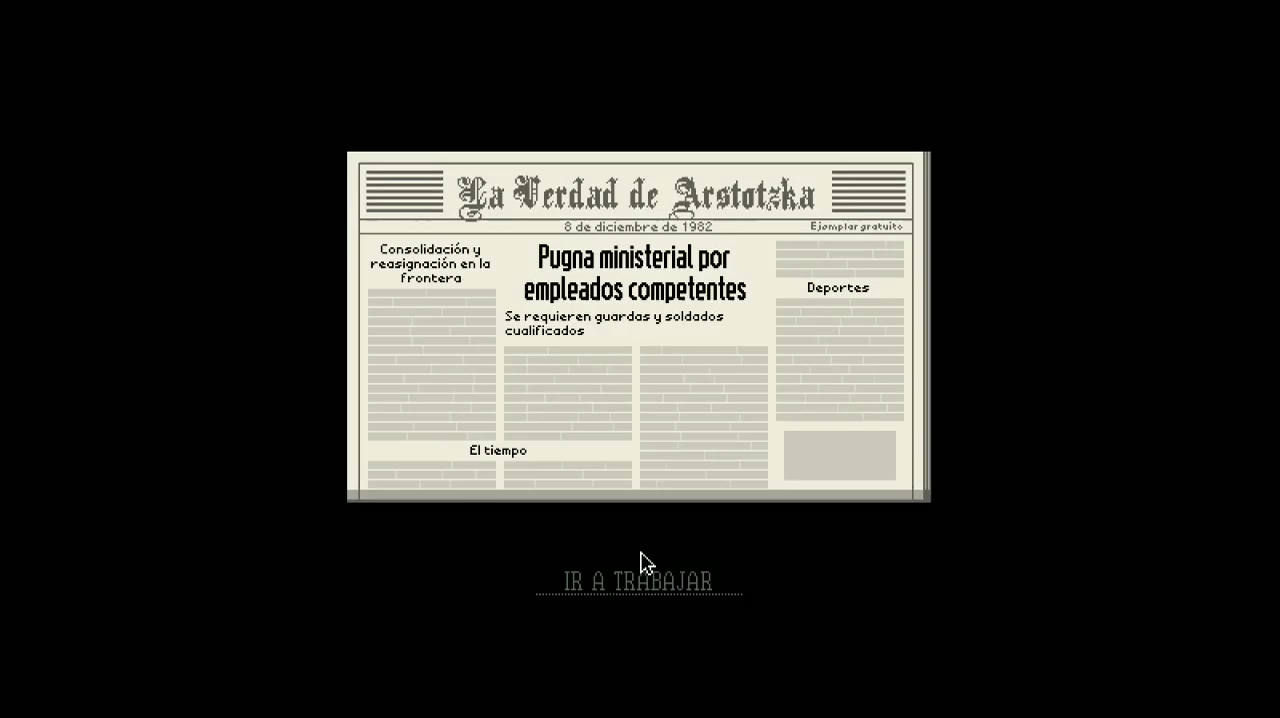 La Verdad de Arstotzka
8 de diciembre de 1982
Ejemplar gratuito
Consolidación y
reasignación en la
frontera
Pugna ministerial por
empleados competentes
Se requieren guardas y soldados
cualificados
Deportes
El tiempo
IR A TRABAJAR